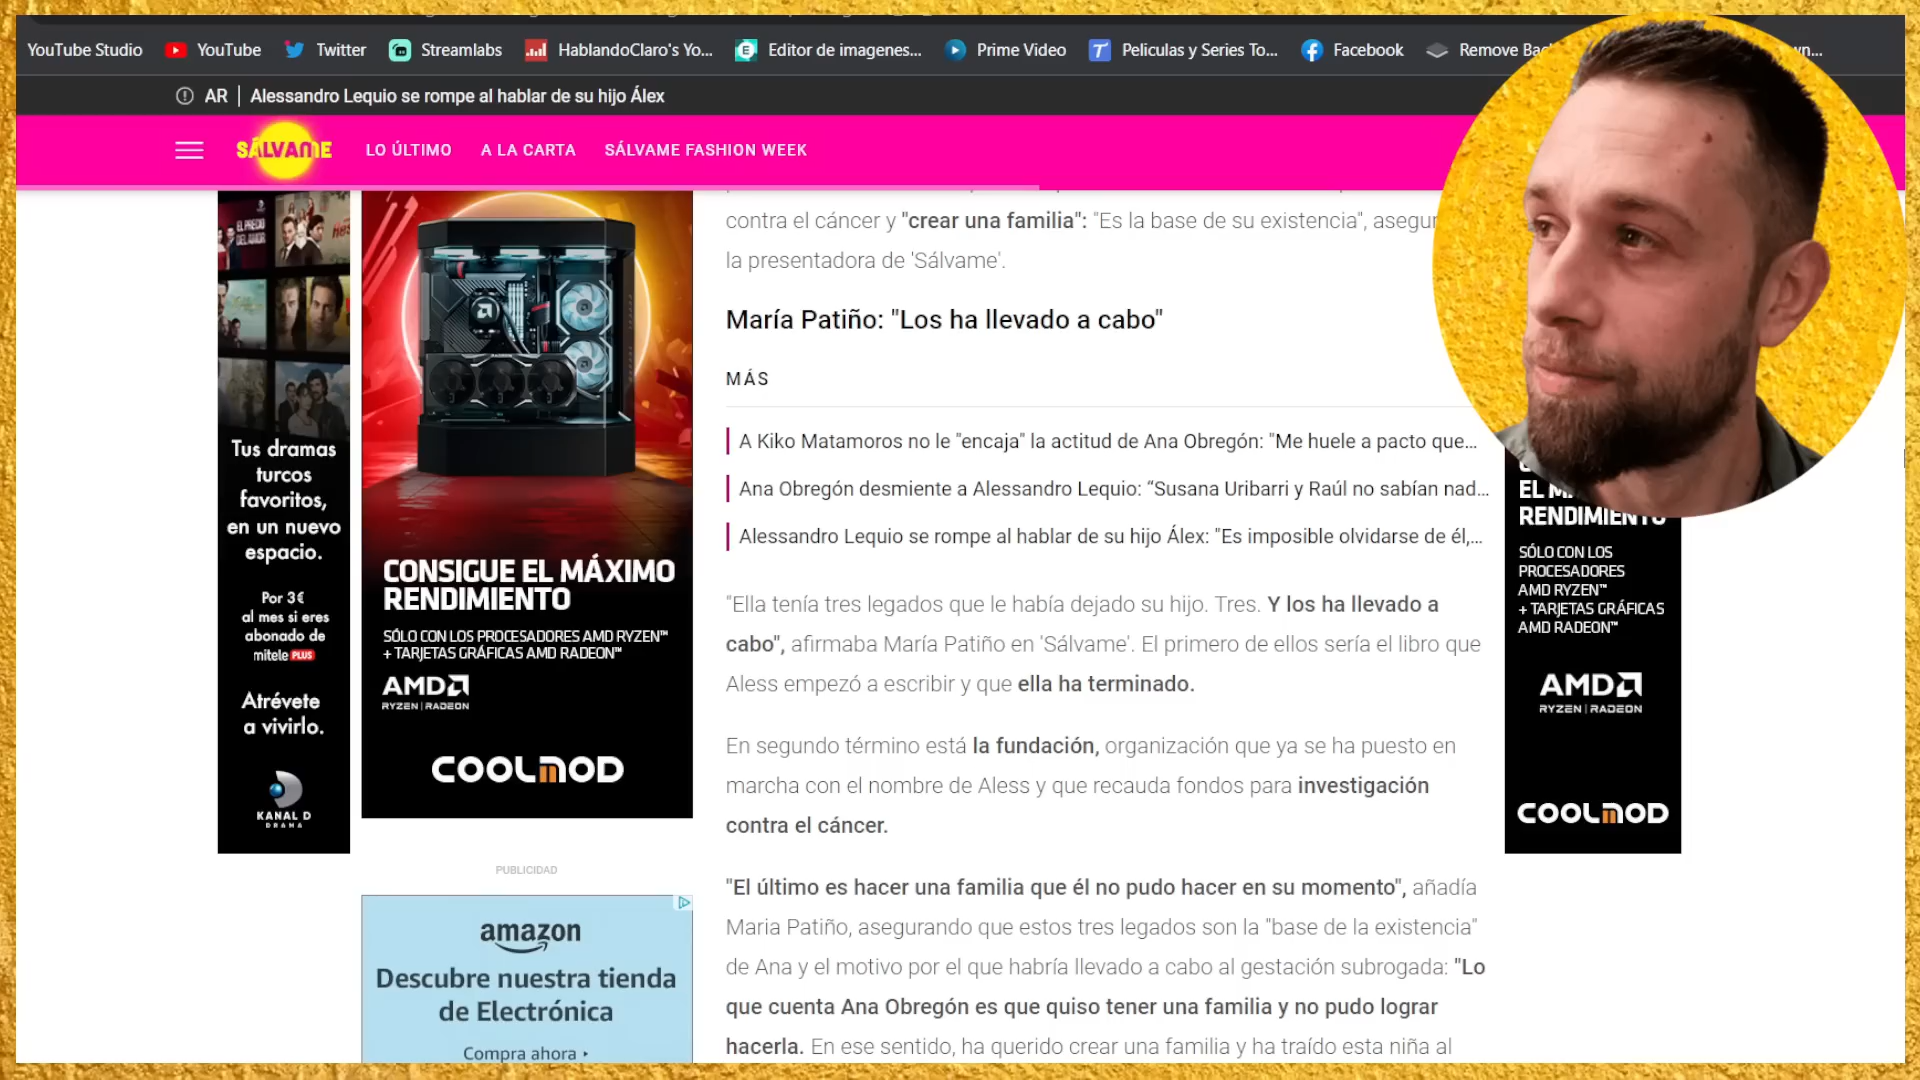 YouTube Studio
YouTube
Twitter
Streamlabs
HablandoClaro's Yo...
Editor de imagenes...
Prime Video
Peliculas y Series To...
Facebook
Remove
wn...
AR | Alessandro Lequio se rompe al hablar de su hijo Álex
SÁLVAME
LO ÚLTIMO
A LA CARTA
SÁLVAME FASHION WEEK
contra el cáncer y "crear una familia": "Es la base de su existencia",
la presentadora de 'Sálvame'.
María Patiño: "Los ha llevado a cabo"
MÁS
A Kiko Matamoros no le "encaja" la actitud de Ana Obregón: "Me huele a pacto que...
Ana Obregón desmiente a Alessandro Lequio: “Susana Uribarri y Raúl no sabían nad...
Alessandro Lequio se rompe al hablar de su hijo Álex: "Es imposible olvidarse de él,...
"Ella tenía tres legados que le había dejado su hijo. Tres. Y los ha llevado a
cabo", afirmaba María Patiño en 'Sálvame'. El primero de ellos sería el libro que
Aless empezó a escribir y que ella ha terminado.
En segundo término está la fundación, organización que ya se ha puesto en
marcha con el nombre de Aless y que recauda fondos para investigación
contra el cáncer.
"El último es hacer una familia que él no pudo hacer en su momento", añadía
Maria Patiño, asegurando que estos tres legados son la "base de la existencia"
de Ana y el motivo por el que habría llevado a cabo al gestación subrogada: "Lo
que cuenta Ana Obregón es que quiso tener una familia y no pudo lograr
hacerla. En ese sentido, ha querido crear una familia y ha traído esta niña al
EL PRECIO
DEL AMOR
Tus dramas
turcos
favoritos,
en un nuevo
espacio.
Por 3€
al mes si eres
abonado de
mitele PLUS
Atrévete
a vivirlo.
KANAL D
DRAMA
CONSIGUE EL MÁXIMO
RENDIMIENTO
SÓLO CON LOS PROCESADORES AMD RYZEN™
+ TARJETAS GRÁFICAS AMD RADEON™
AMD
RYZEN | RADEON
COOLMOD
PUBLICIDAD
amazon
Descubre nuestra tienda
de Electrónica
Compra ahora
EL
RENDIMIENTO
SÓLO CON LOS
PROCESADORES
AMD RYZEN™
+ TARJETAS GRÁFICAS
AMD RADEON™
AMD
RYZEN | RADEON
COOLMOD